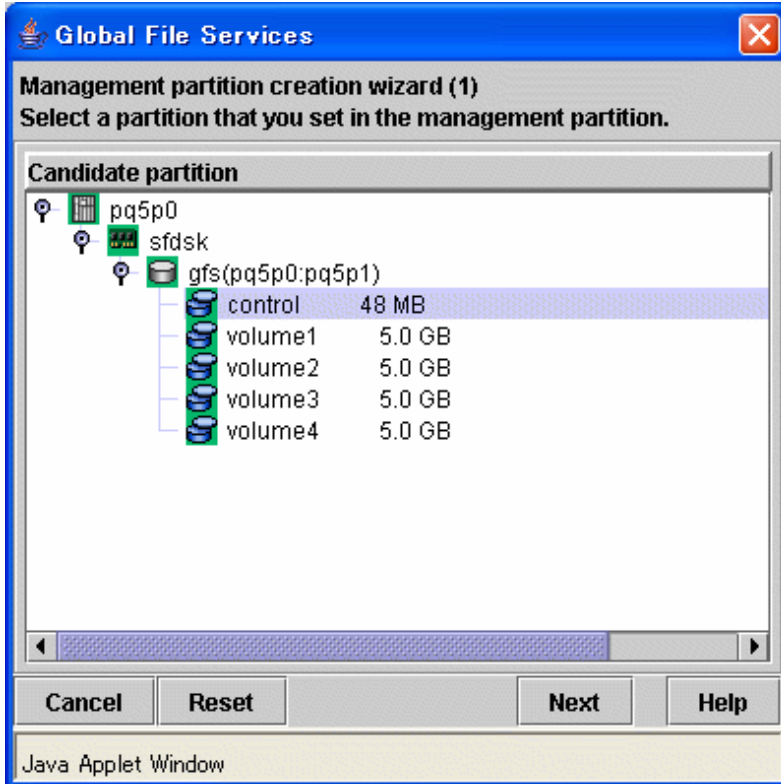 Global File Services
Management partition creation wizard (1)
Select a partition that you set in the management partition.
Candidate partition
pq5p0
sfdsk
gfs(pq5p0:pq5p1)
control 48 MB
volume1 5.0 GB
volume2 5.0 GB
volume3 5.0 GB
volume4 5.0 GB
Cancel Reset Next Help
Java Applet Window